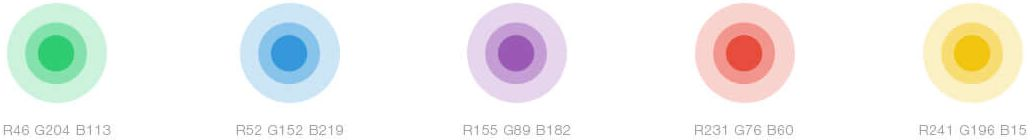 R46 G204 B113
R52 G152 B219
R155 G89 B182
R231 G76 B60
R241 G196 B15